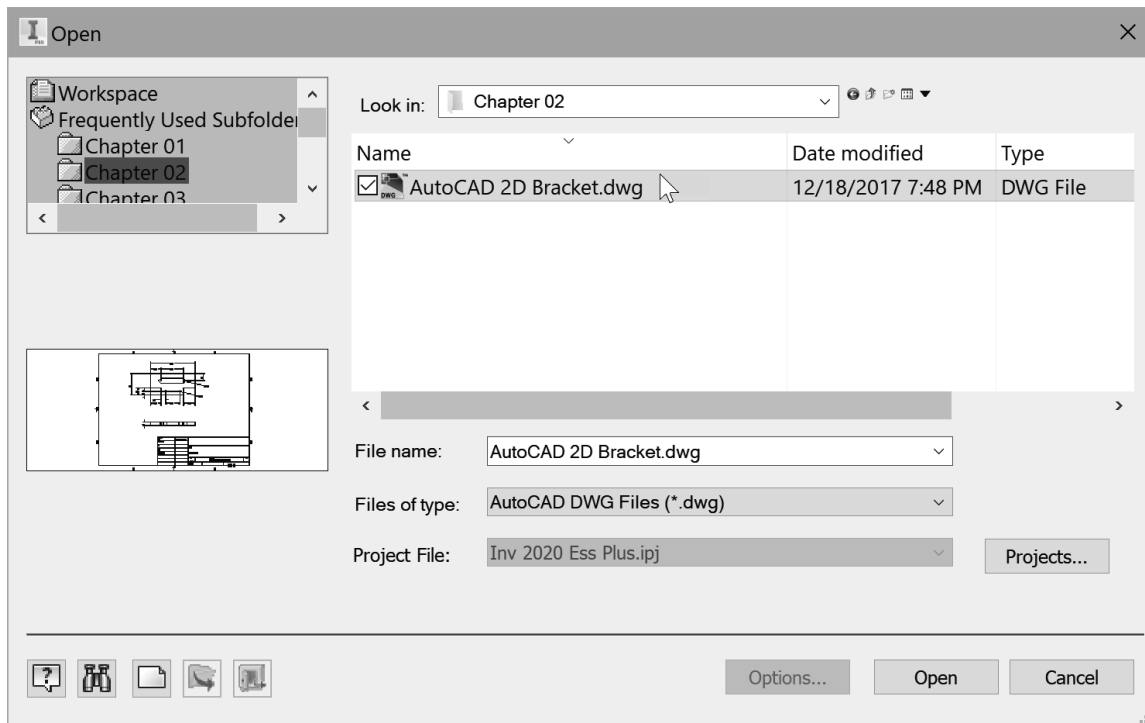 Open
Workspace
Frequently Used Subfolder
Chapter 01
Chapter 02
Chapter 03
Look in: Chapter 02
Name Date modified Type
AutoCAD 2D Bracket.dwg 12/18/2017 7:48 PM DWG File
File name: AutoCAD 2D Bracket.dwg
Files of type: AutoCAD DWG Files (*.dwg)
Project File: Inv 2020 Ess Plus.ipj Projects...
Options... Open Cancel